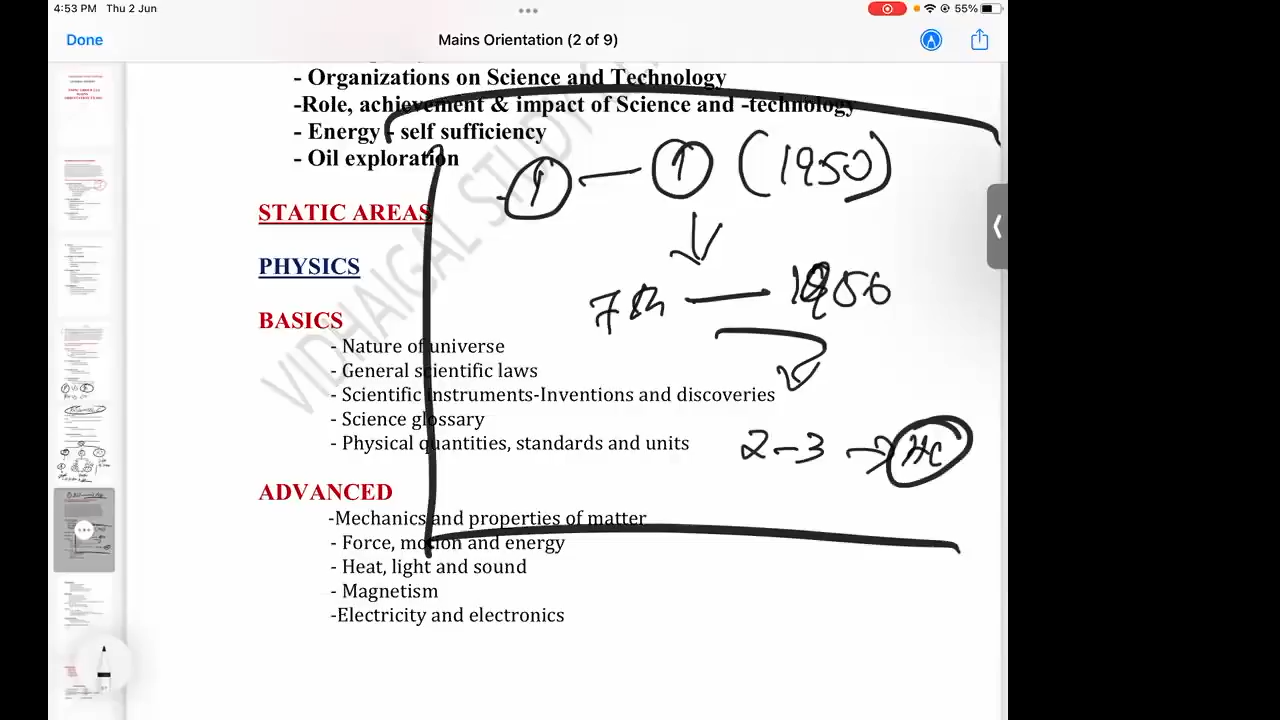 4:53 PM Thu 2 Jun
55%
Done
Mains Orientation (2 of 9)
- Organizations on Science and Technology
-Role, achievement & impact of Science and -technology
- Energy - self sufficiency
- Oil exploration
(1950)
STATIC AREAS
PHYSICS
7th — 1950
BASICS
- Nature of universe
- General scientific laws
- Scientific instruments-Inventions and discoveries
- Science glossary
- Physical quantities, standards and units
2-3 → Hc
ADVANCED
-Mechanics and properties of matter
- Force, motion and energy
- Heat, light and sound
- Magnetism
-Electricity and electronics